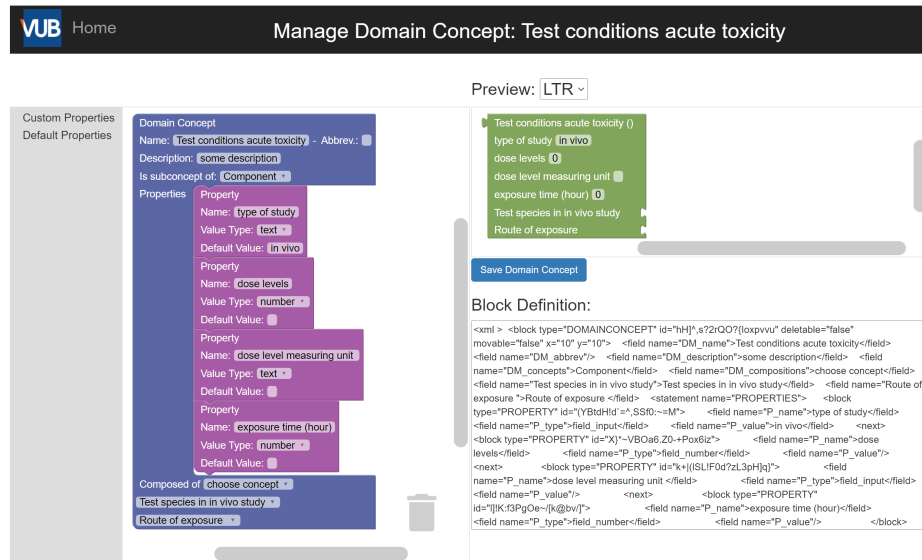 VUB Home
Manage Domain Concept: Test conditions acute toxicity
Preview: LTR
Custom Properties
Default Properties
Domain Concept
Name: Test conditions acute toxicity - Abbrev.:
Description: some description
Is subconcept of: Component
Properties
Property
Name: type of study
Value Type: text
Default Value: in vivo
Property
Name: dose levels
Value Type: number
Default Value:
Property
Name: dose level measuring unit
Value Type: text
Default Value:
Property
Name: exposure time (hour)
Value Type: number
Default Value:
Composed of choose concept
Test species in in vivo study
Route of exposure
Test conditions acute toxicity ()
type of study in vivo
dose levels 0
dose level measuring unit
exposure time (hour) 0
Test species in in vivo study
Route of exposure
Save Domain Concept
Block Definition:
<xml > <block type="DOMAINCONCEPT" id="hH]^,s?2rQO?{Ioxpvvu" deletable="false"
movable="false" x="10" y="10"> <field name="DM_name">Test conditions acute toxicity</field>
<field name="DM_abbrev"/> <field name="DM_description">some description</field> <field
name="DM_concepts">Component</field> <field name="DM_compositions">choose concept</field>
<field name="Test species in in vivo study">Test species in in vivo study</field> <field name="Route of
exposure ">Route of exposure </field> <statement name="PROPERTIES"> <block
type="PROPERTY" id="(YBtdH!d`=^,SSf0:~=M"> <field name="P_name">type of study</field>
<field name="P_type">field_input</field> <field name="P_value">in vivo</field> <next>
<block type="PROPERTY" id="X}*~VBOa6.Z0-+Pox6iz"> <field name="P_name">dose
levels</field> <field name="P_type">field_number</field> <field name="P_value"/>
<next> <block type="PROPERTY" id="k+|(lSL!F0d?zL3pH]q}"> <field
name="P_name">dose level measuring unit </field> <field name="P_type">field_input</field>
<field name="P_value"/> <next> <block type="PROPERTY"
id="l]!K:f3PgOe~/[k@bv/]"> <field name="P_name">exposure time (hour)</field>
<field name="P_type">field_number</field> <field name="P_value"/> </block>